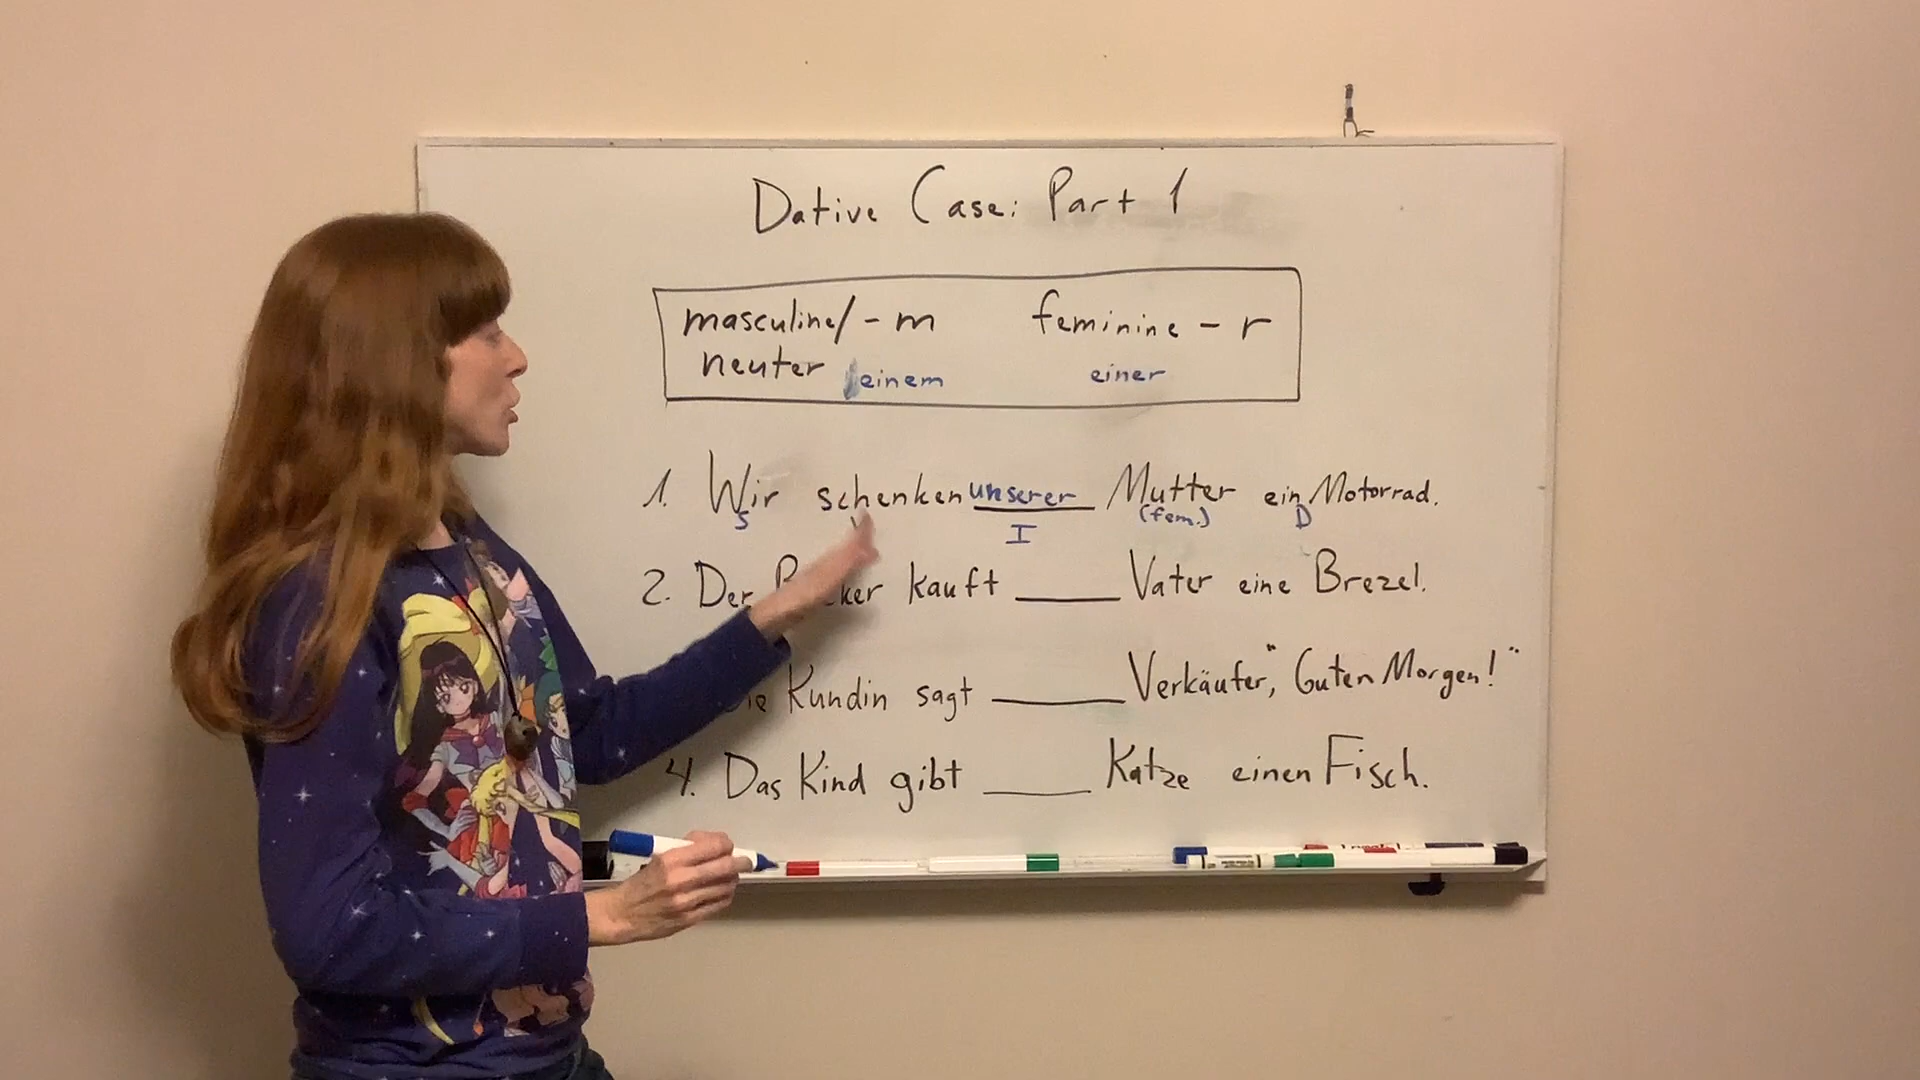 Dative Case: Part 1
masculine/ - m feminine - r
neuter einem einer
1. Wir schenken unserer Mutter ein Motorrad.
S I (fem.) D
2. Der kauft ____ Vater eine Brezel.
Kundin sagt ____ Verkäufer, "Guten Morgen!"
4. Das Kind gibt ____ Katze einen Fisch.